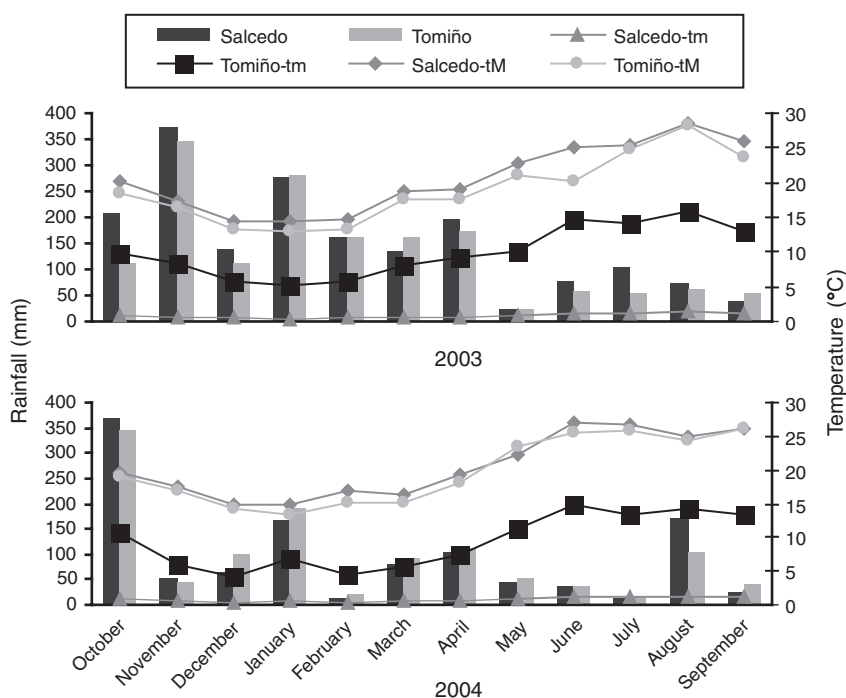 Salcedo Tomiño Salcedo-tm
Tomiño-tm Salcedo-tM Tomiño-tM
Rainfall (mm)
400
350
300
250
200
150
100
50
0
30
25
20
15
10
5
0
2003
Temperature (°C)
400
350
300
250
200
150
100
50
0
30
25
20
15
10
5
0
October
November
December
January
February
March
April
May
June
July
August
September
2004